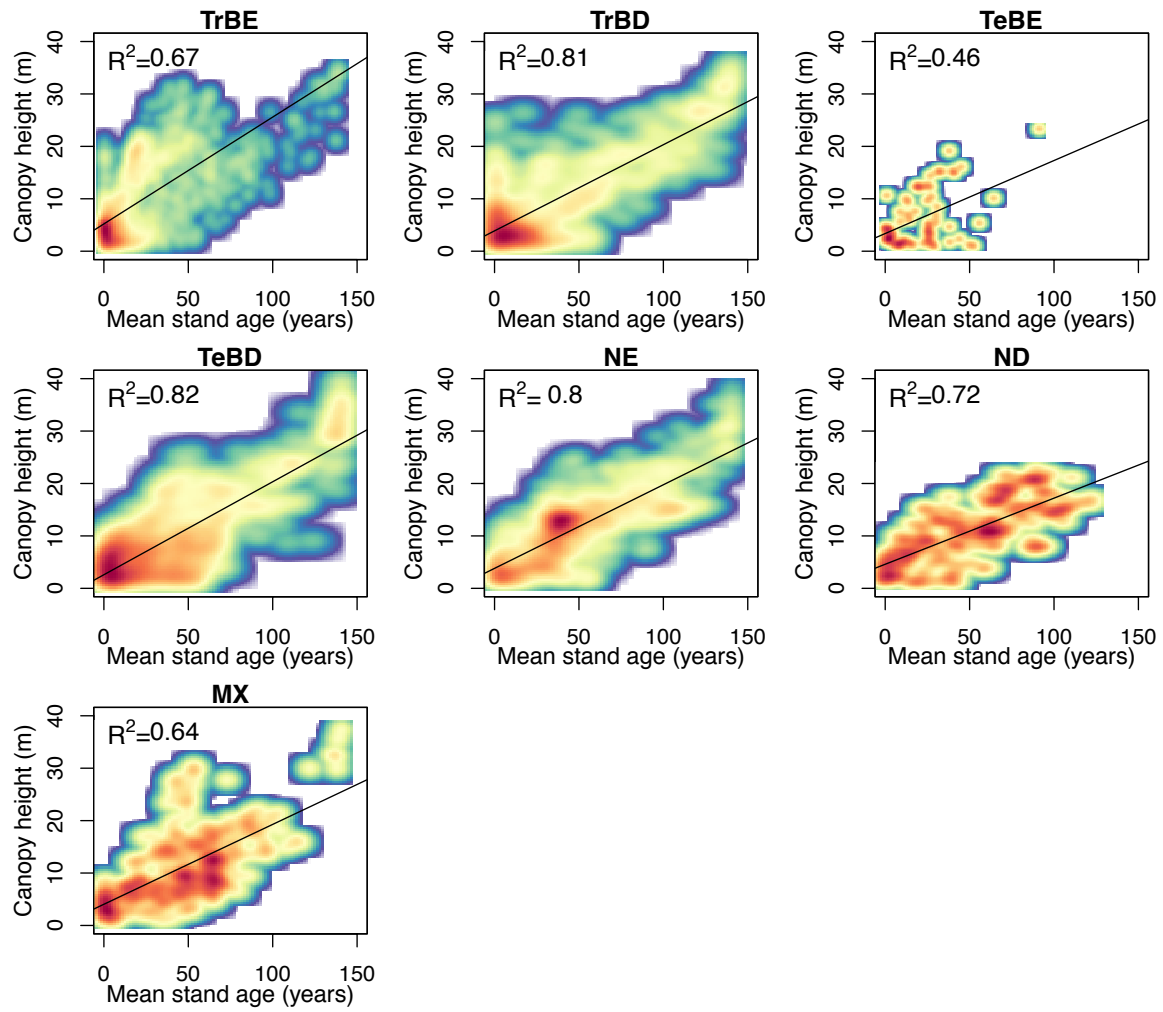 TrBE
R²=0.67
Canopy height (m)
0 10 20 30 40
0 50 100 150
Mean stand age (years)
TrBD
R²=0.81
Canopy height (m)
0 10 20 30 40
0 50 100 150
Mean stand age (years)
TeBE
R²=0.46
Canopy height (m)
0 10 20 30 40
0 50 100 150
Mean stand age (years)
TeBD
R²=0.82
Canopy height (m)
0 10 20 30 40
0 50 100 150
Mean stand age (years)
NE
R²= 0.8
Canopy height (m)
0 10 20 30 40
0 50 100 150
Mean stand age (years)
ND
R²=0.72
Canopy height (m)
0 10 20 30 40
0 50 100 150
Mean stand age (years)
MX
R²=0.64
Canopy height (m)
0 10 20 30 40
0 50 100 150
Mean stand age (years)